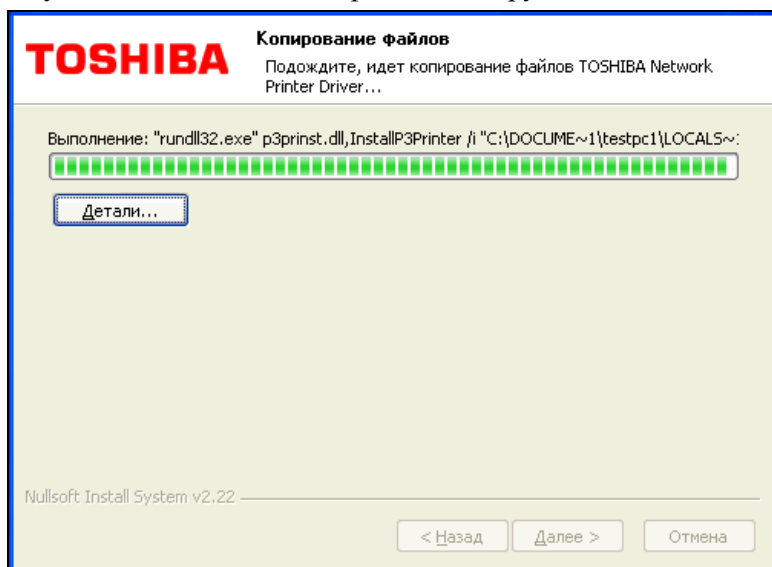 TOSHIBA
Копирование файлов
Подождите, идет копирование файлов TOSHIBA Network
Printer Driver...
Выполнение: "rundll32.exe" p3prinst.dll,InstallP3Printer /i "C:\DOCUME~1\testpc1\LOCALS~
Детали...
Nullsoft Install System v2.22
< Назад
Далее >
Отмена